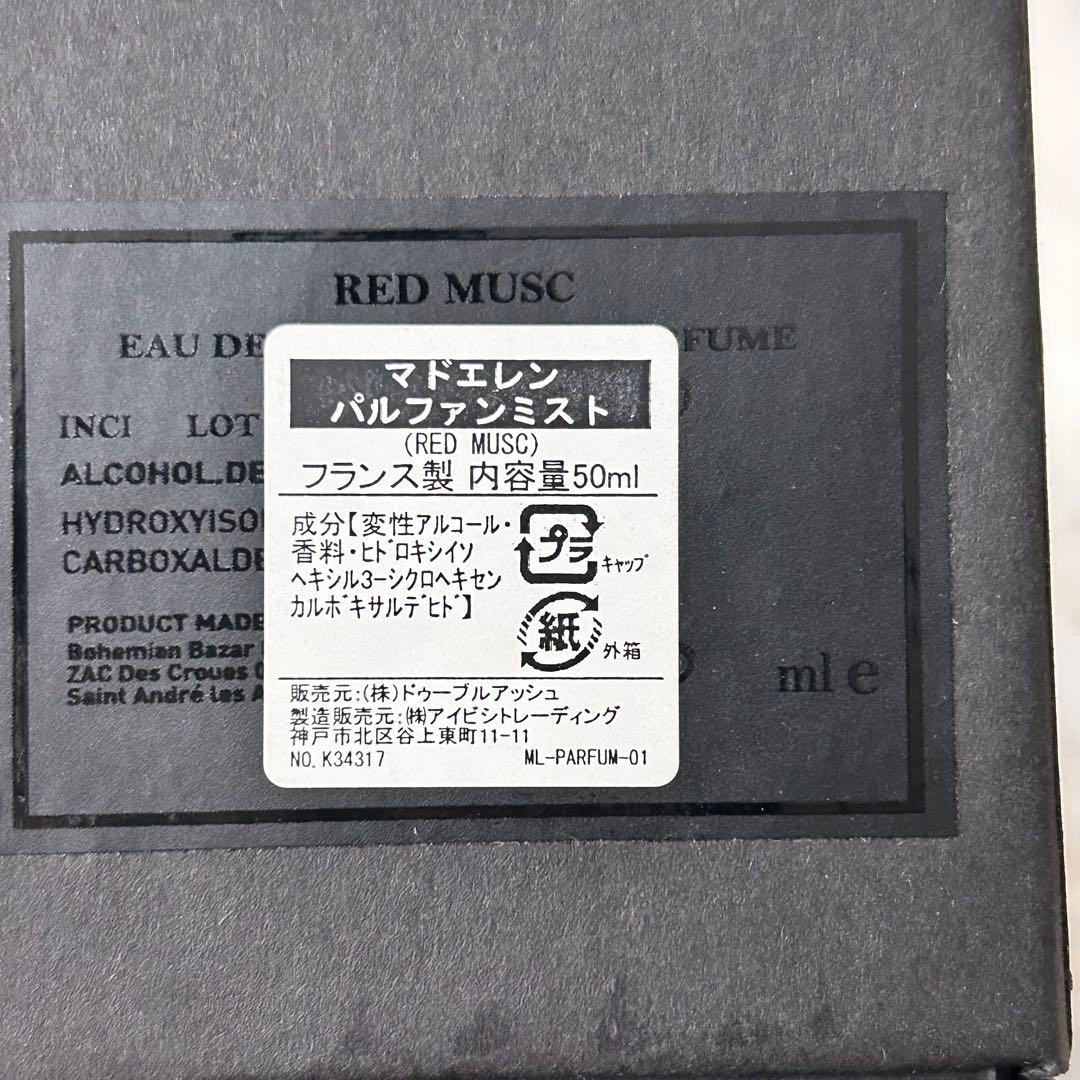 RED MUSC
EAU DE FUME
INCI LOT
ALCOHOL.DE
HYDROXYISO
CARBOXALDE
PRODUCT MADE
Bohemian Bazar
ZAC Des Croues
Saint André les A
ml e
マドエレン
パルファンミスト
(RED MUSC)
フランス製 内容量50ml
成分【変性アルコール・
香料・ヒドロキシイソ
ヘキシル3ーシクロヘキセン
カルボキサルデヒド】
プラ
キャップ
紙
外箱
販売元:(株)ドゥーブルアッシュ
製造販売元:㈱アイビシトレーディング
神戸市北区谷上東町11-11
NO.K34317 ML-PARFUM-01